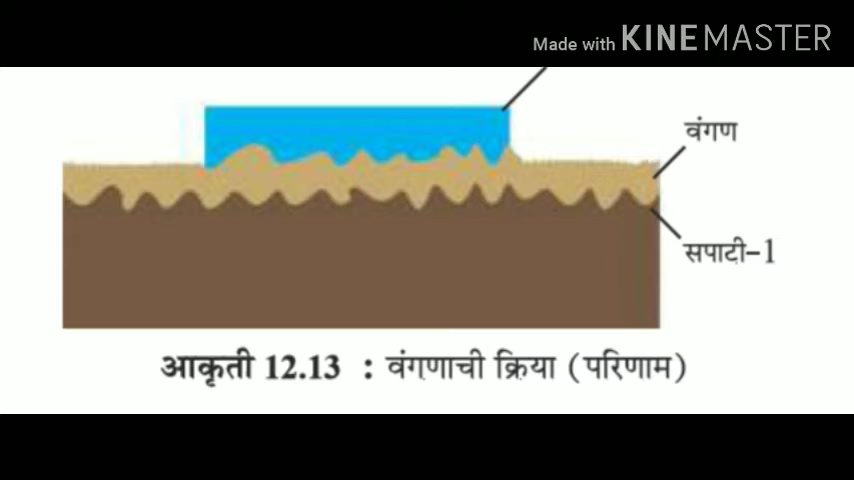 Made with KINEMASTER
वंगण
सपाटी-1
आकृती 12.13 : वंगणाची क्रिया (परिणाम)